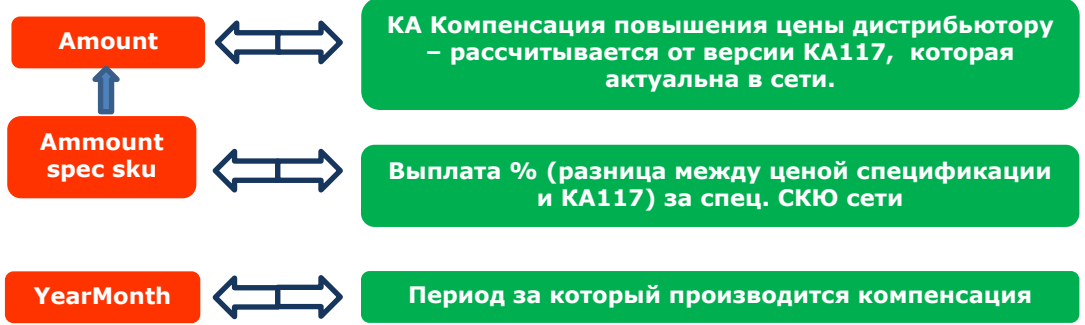 Amount
КА Компенсация повышения цены дистрибьютору
– рассчитывается от версии КА117, которая
актуальна в сети.
Ammount
spec sku
Выплата % (разница между ценой спецификации
и КА117) за спец. СКЮ сети
YearMonth
Период за который производится компенсация